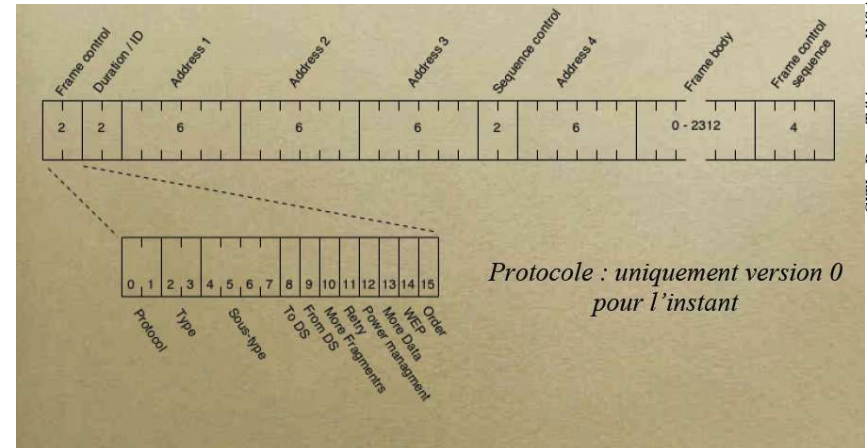 Frame control
Duration / ID
Address 1
Address 2
Address 3
Sequence control
Address 4
Frame body
Frame control
sequence
2 2 6 6 6 2 6 0 - 2312 4
0 1 2 3 4 5 6 7 8 9 10 11 12 13 14 15
Protocol
Type
Sous-type
To DS
From DS
More Fragmentrs
Retry
Power managment
More Data
WEP
Order
Protocole : uniquement version 0
pour l'instant